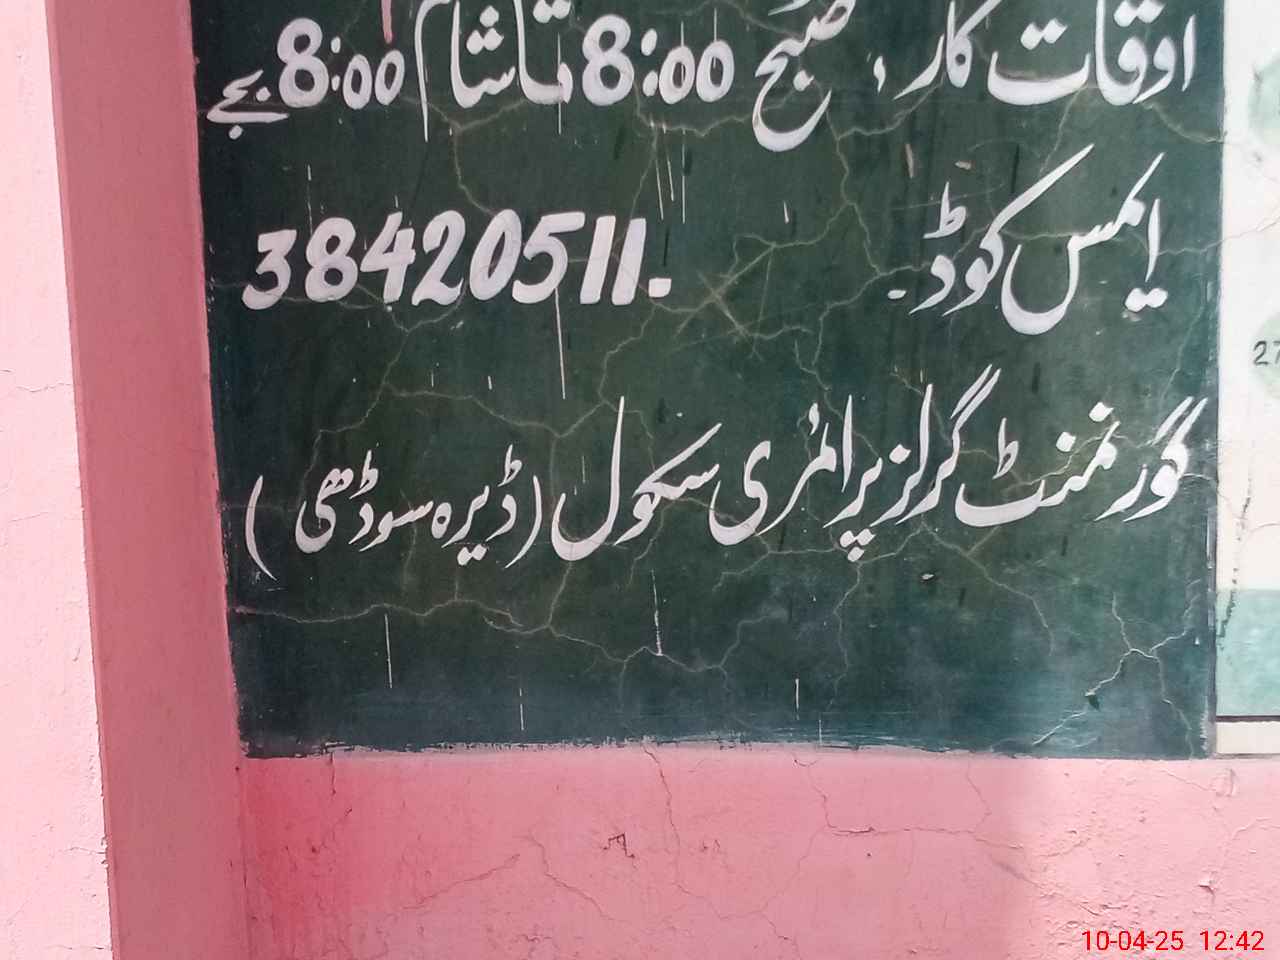 اوقات کار، صبح 8:00 تا شام 8:00 بجے
ایمس کوڈ۔ 38420511.
گورنمنٹ گرلز پرائمری سکول (ڈیرہ سوڈھی)
27
10-04-25 12:42